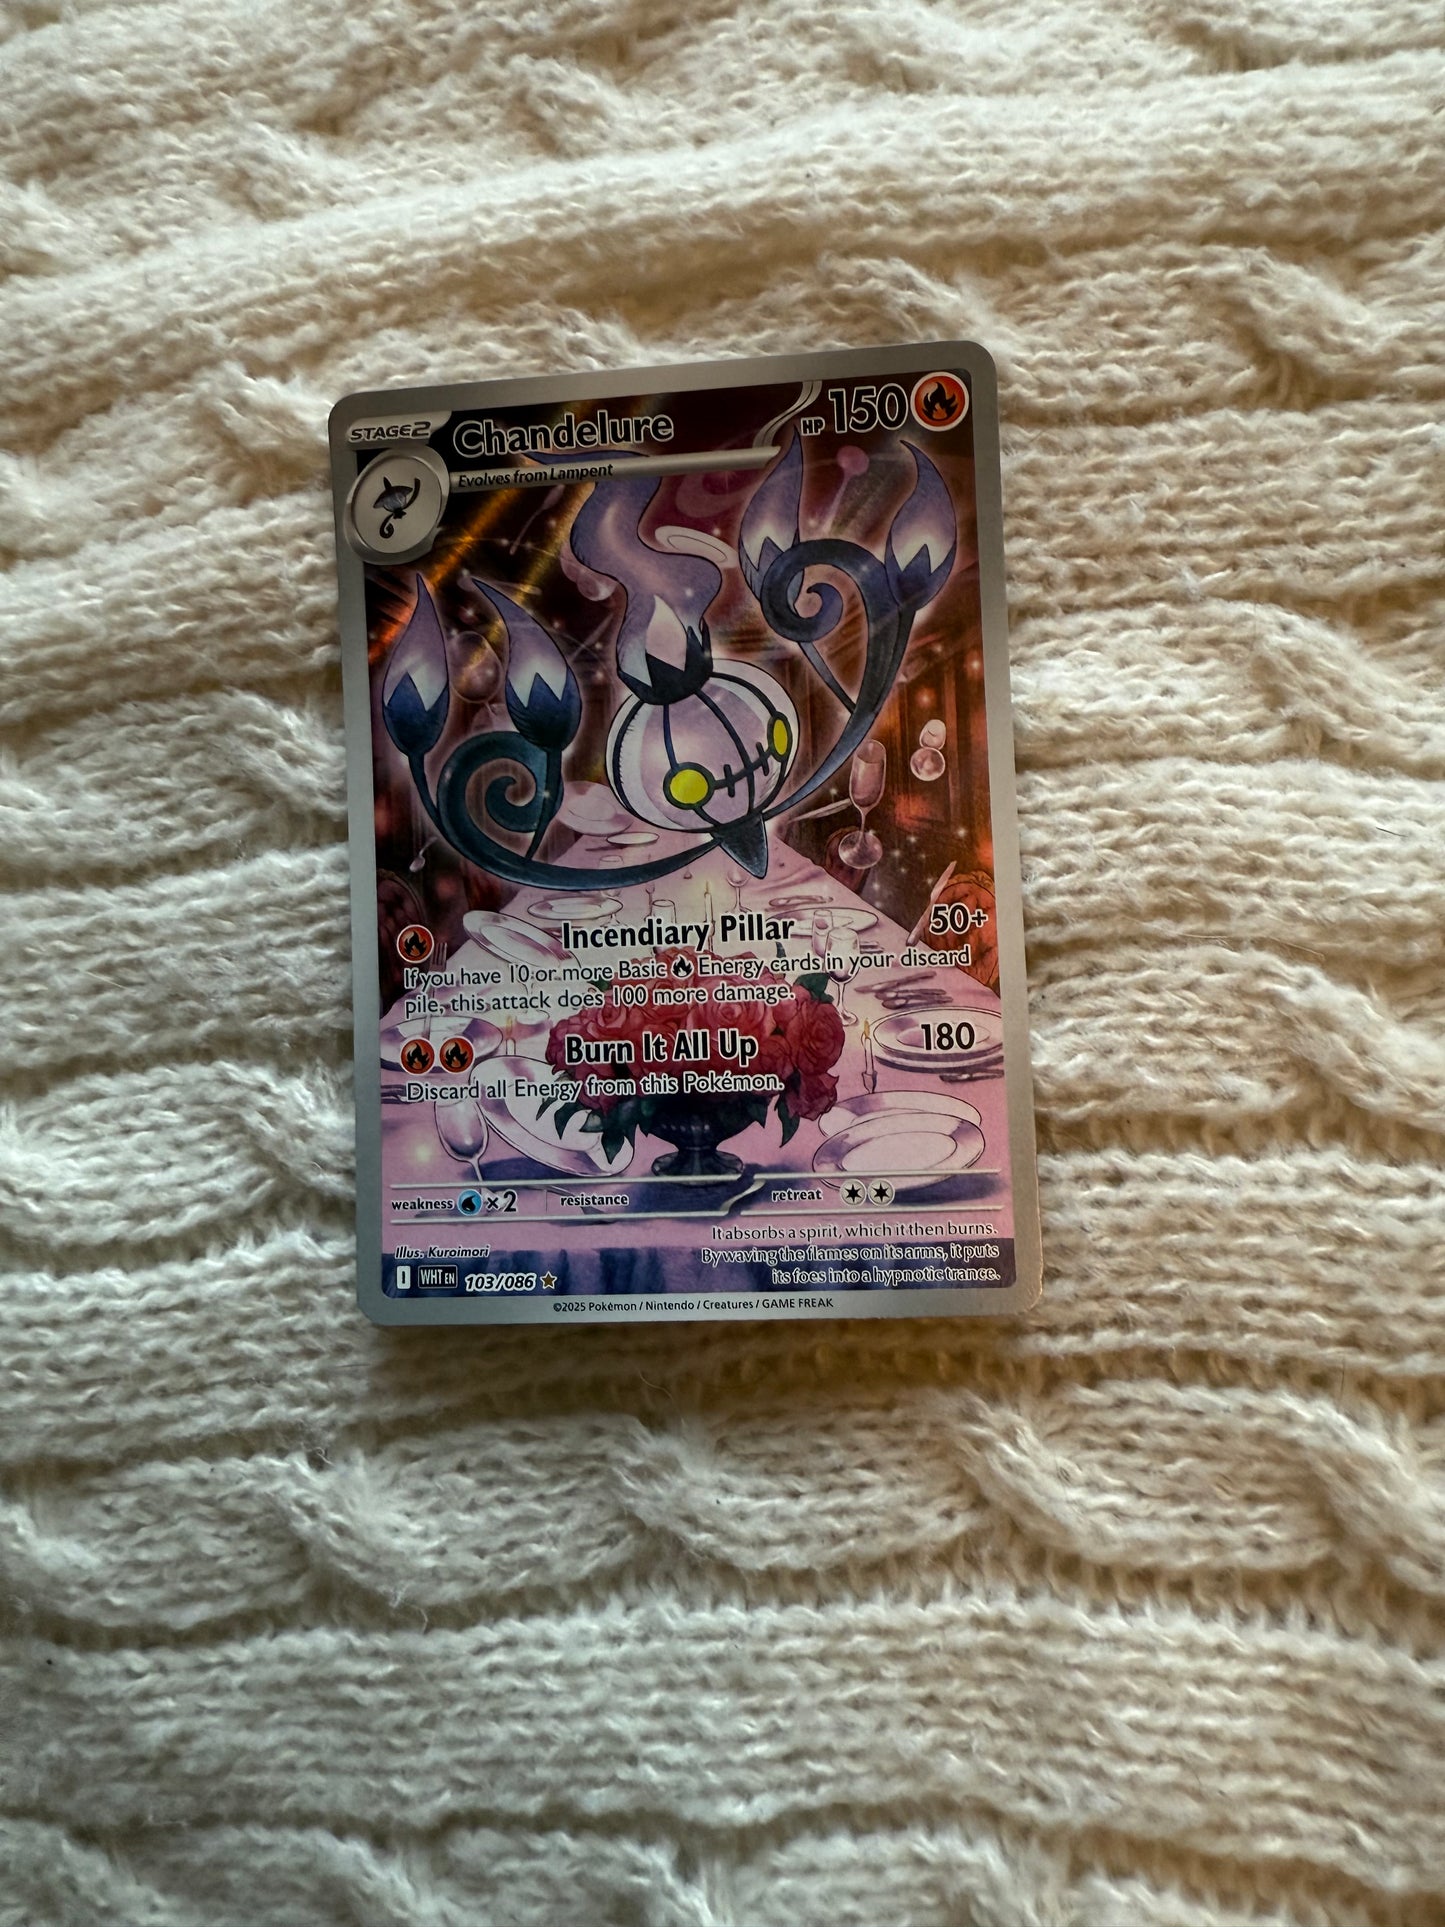 STAGE2 Chandelure HP 150
Evolves from Lampent
Incendiary Pillar 50+
If you have 10 or more Basic Energy cards in your discard
pile, this attack does 100 more damage.
Burn It All Up 180
Discard all Energy from this Pokémon.
weakness ×2 resistance retreat
It absorbs a spirit, which it then burns.
By waving the flames on its arms, it puts
its foes into a hypnotic trance.
Illus. Kuroimori
I WHT EN 103/086
©2025 Pokémon / Nintendo / Creatures / GAME FREAK